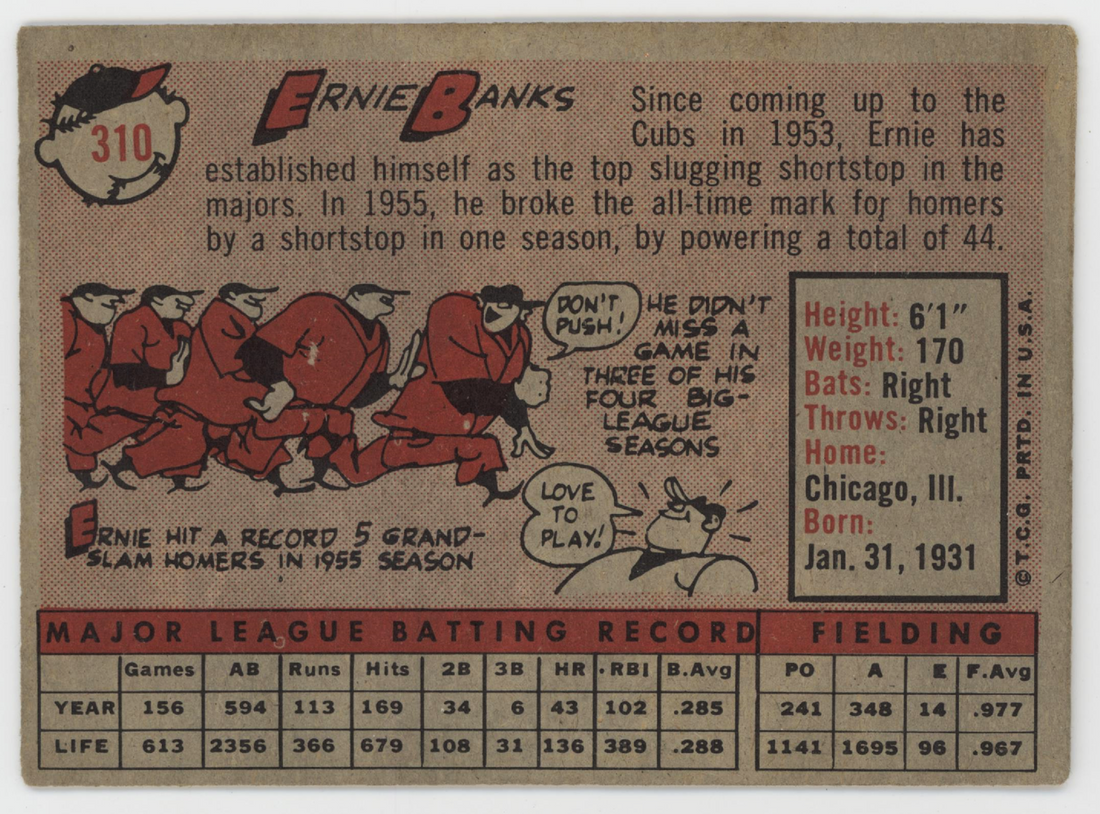 310
ERNIE BANKS
Since coming up to the
Cubs in 1953, Ernie has
established himself as the top slugging shortstop in the
majors. In 1955, he broke the all-time mark for homers
by a shortstop in one season, by powering a total of 44.
DON'T
PUSH!
HE DIDN'T
MISS A
GAME IN
THREE OF HIS
FOUR BIG-
LEAGUE
SEASONS
ERNIE HIT A RECORD 5 GRAND-
SLAM HOMERS IN 1955 SEASON
LOVE
TO
PLAY!
Height: 6'1"
Weight: 170
Bats: Right
Throws: Right
Home:
Chicago, Ill.
Born:
Jan. 31, 1931
© T.C.G. PRTD. IN U.S.A.
MAJOR LEAGUE BATTING RECORD FIELDING
Games AB Runs Hits 2B 3B HR RBI B.Avg PO A E F.Avg
YEAR 156 594 113 169 34 6 43 102 .285 241 348 14 .977
LIFE 613 2356 366 679 108 31 136 389 .288 1141 1695 96 .967